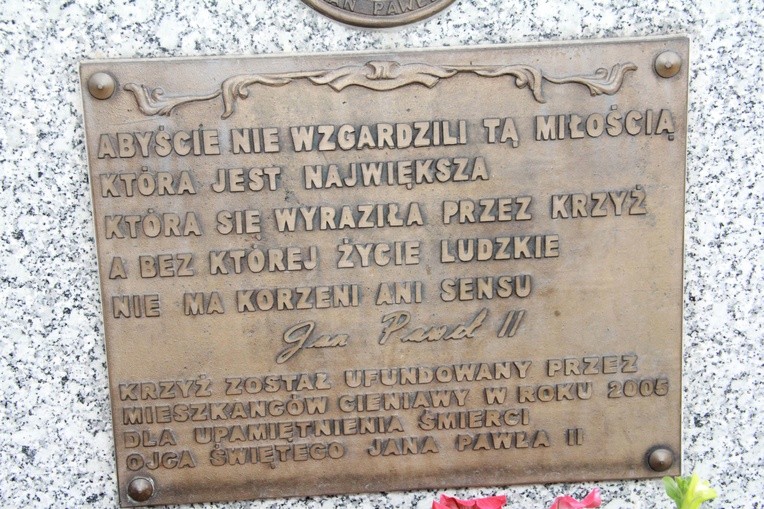 JAN PAWEŁ
ABYŚCIE NIE WZGARDZILI TĄ MIŁOŚCIĄ
KTÓRA JEST NAJWIĘKSZA
KTÓRA SIĘ WYRAZIŁA PRZEZ KRZYŻ
A BEZ KTÓREJ ŻYCIE LUDZKIE
NIE MA KORZENI ANI SENSU
Jan Paweł II
KRZYŻ ZOSTAŁ UFUNDOWANY PRZEZ
MIESZKAŃCÓW CIENIAWY W ROKU 2005
DLA UPAMIĘTNIENIA ŚMIERCI
OJCA ŚWIĘTEGO JANA PAWŁA II